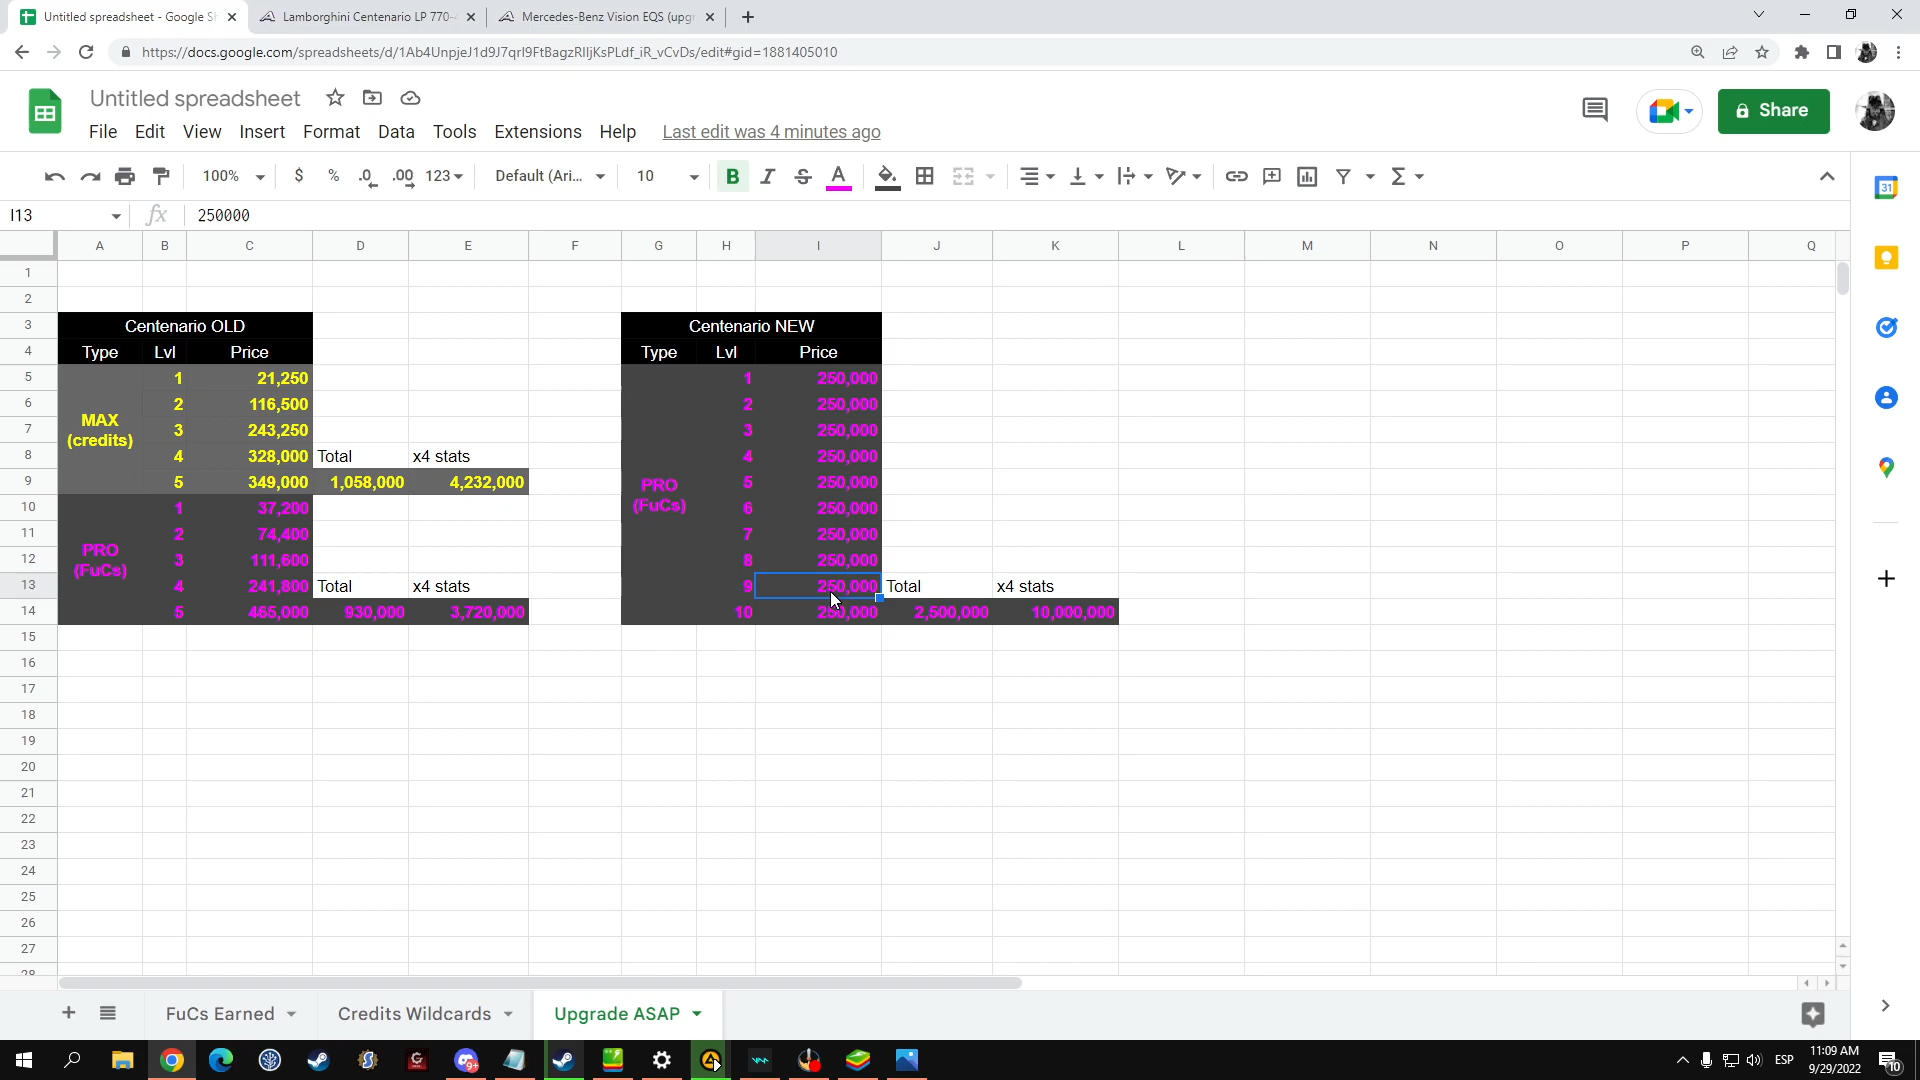 Untitled spreadsheet - Google Sh
Lamborghini Centenario LP 770-
Mercedes-Benz Vision EQS (upgr
https://docs.google.com/spreadsheets/d/1Ab4UnpjeJ1d9J7qrI9FtBagzRIljKsPLdf_iR_vCvDs/edit#gid=1881405010
Untitled spreadsheet
Share
File Edit View Insert Format Data Tools Extensions Help Last edit was 4 minutes ago
100% $ % .0 .00 123 Default (Ari... 10 B I S A
I13 fx 250000
A B C D E F G H I J K L M N O P Q
1
2
3 Centenario OLD Centenario NEW
4 Type Lvl Price Type Lvl Price
5 1 21,250 1 250,000
6 2 116,500 2 250,000
MAX
(credits)
7 3 243,250 3 250,000
8 4 328,000 Total x4 stats 4 250,000
9 5 349,000 1,058,000 4,232,000 5 250,000
PRO
(FuCs)
10 1 37,200 6 250,000
11 2 74,400 7 250,000
PRO
(FuCs)
12 3 111,600 8 250,000
13 4 241,800 Total x4 stats 9 250,000 Total x4 stats
14 5 465,000 930,000 3,720,000 10 250,000 2,500,000 10,000,000
15
16
17
18
19
20
21
22
23
24
25
26
27
28
FuCs Earned Credits Wildcards Upgrade ASAP
31
9+
ESP
11:09 AM
9/29/2022
10